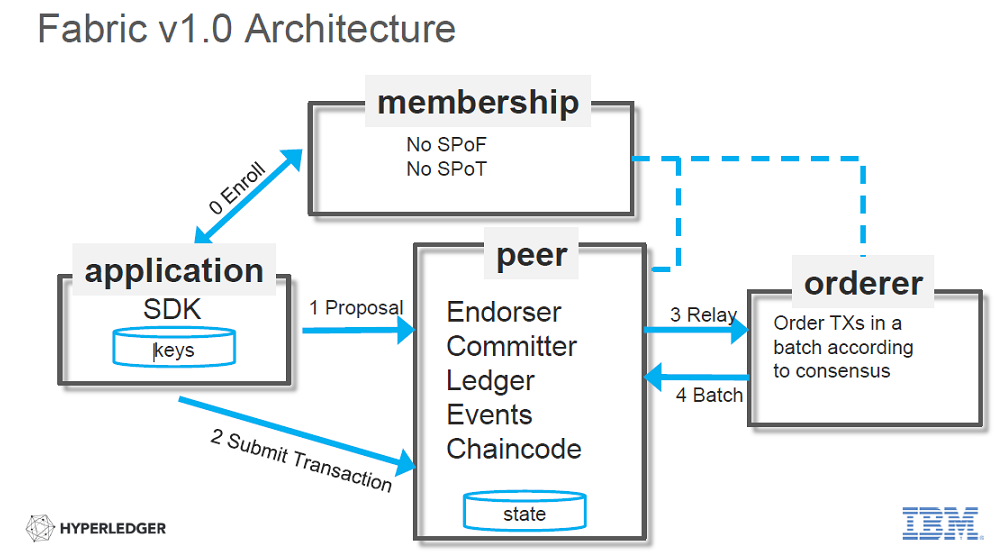 Fabric v1.0 Architecture
membership
No SPoF
No SPoT
0 Enroll
application
SDK
keys
1 Proposal
2 Submit Transaction
peer
Endorser
Committer
Ledger
Events
Chaincode
state
3 Relay
4 Batch
orderer
Order TXs in a
batch according
to consensus
HYPERLEDGER
IBM